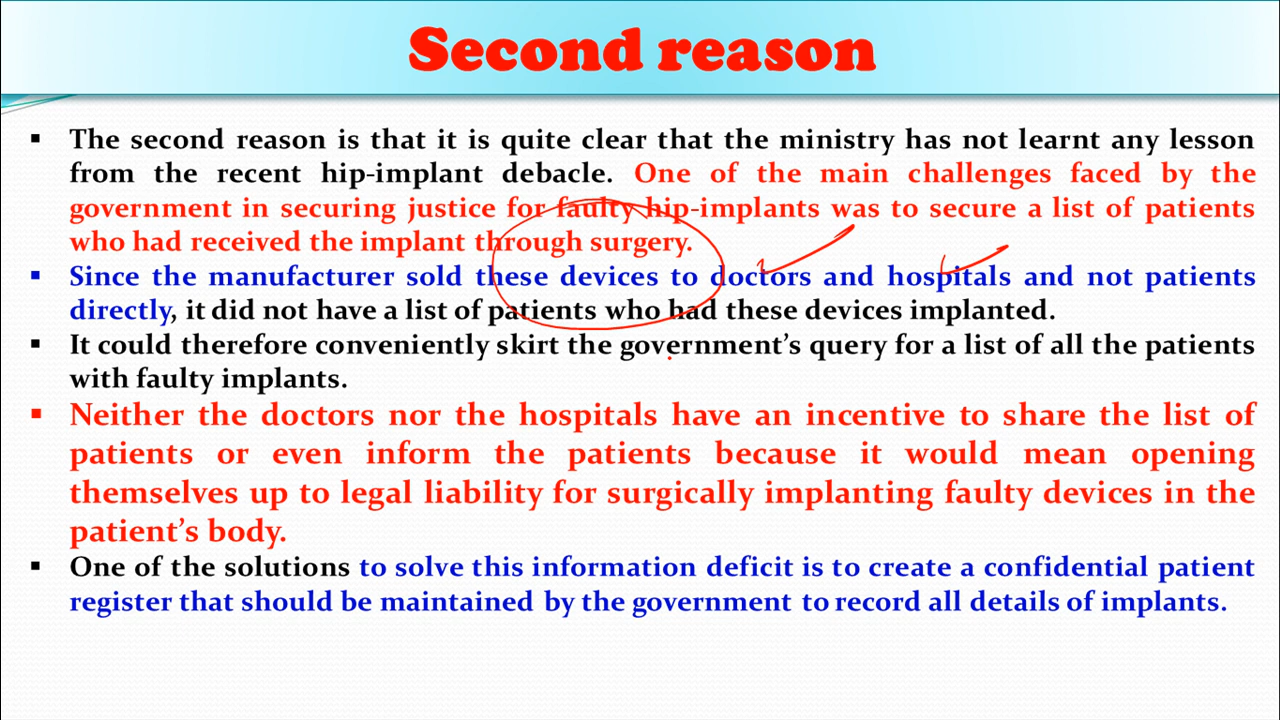 Second reason
▪ The second reason is that it is quite clear that the ministry has not learnt any lesson
from the recent hip-implant debacle. One of the main challenges faced by the
government in securing justice for faulty hip-implants was to secure a list of patients
who had received the implant through surgery.
▪ Since the manufacturer sold these devices to doctors and hospitals and not patients
directly, it did not have a list of patients who had these devices implanted.
▪ It could therefore conveniently skirt the government's query for a list of all the patients
with faulty implants.
▪ Neither the doctors nor the hospitals have an incentive to share the list of
patients or even inform the patients because it would mean opening
themselves up to legal liability for surgically implanting faulty devices in the
patient's body.
▪ One of the solutions to solve this information deficit is to create a confidential patient
register that should be maintained by the government to record all details of implants.